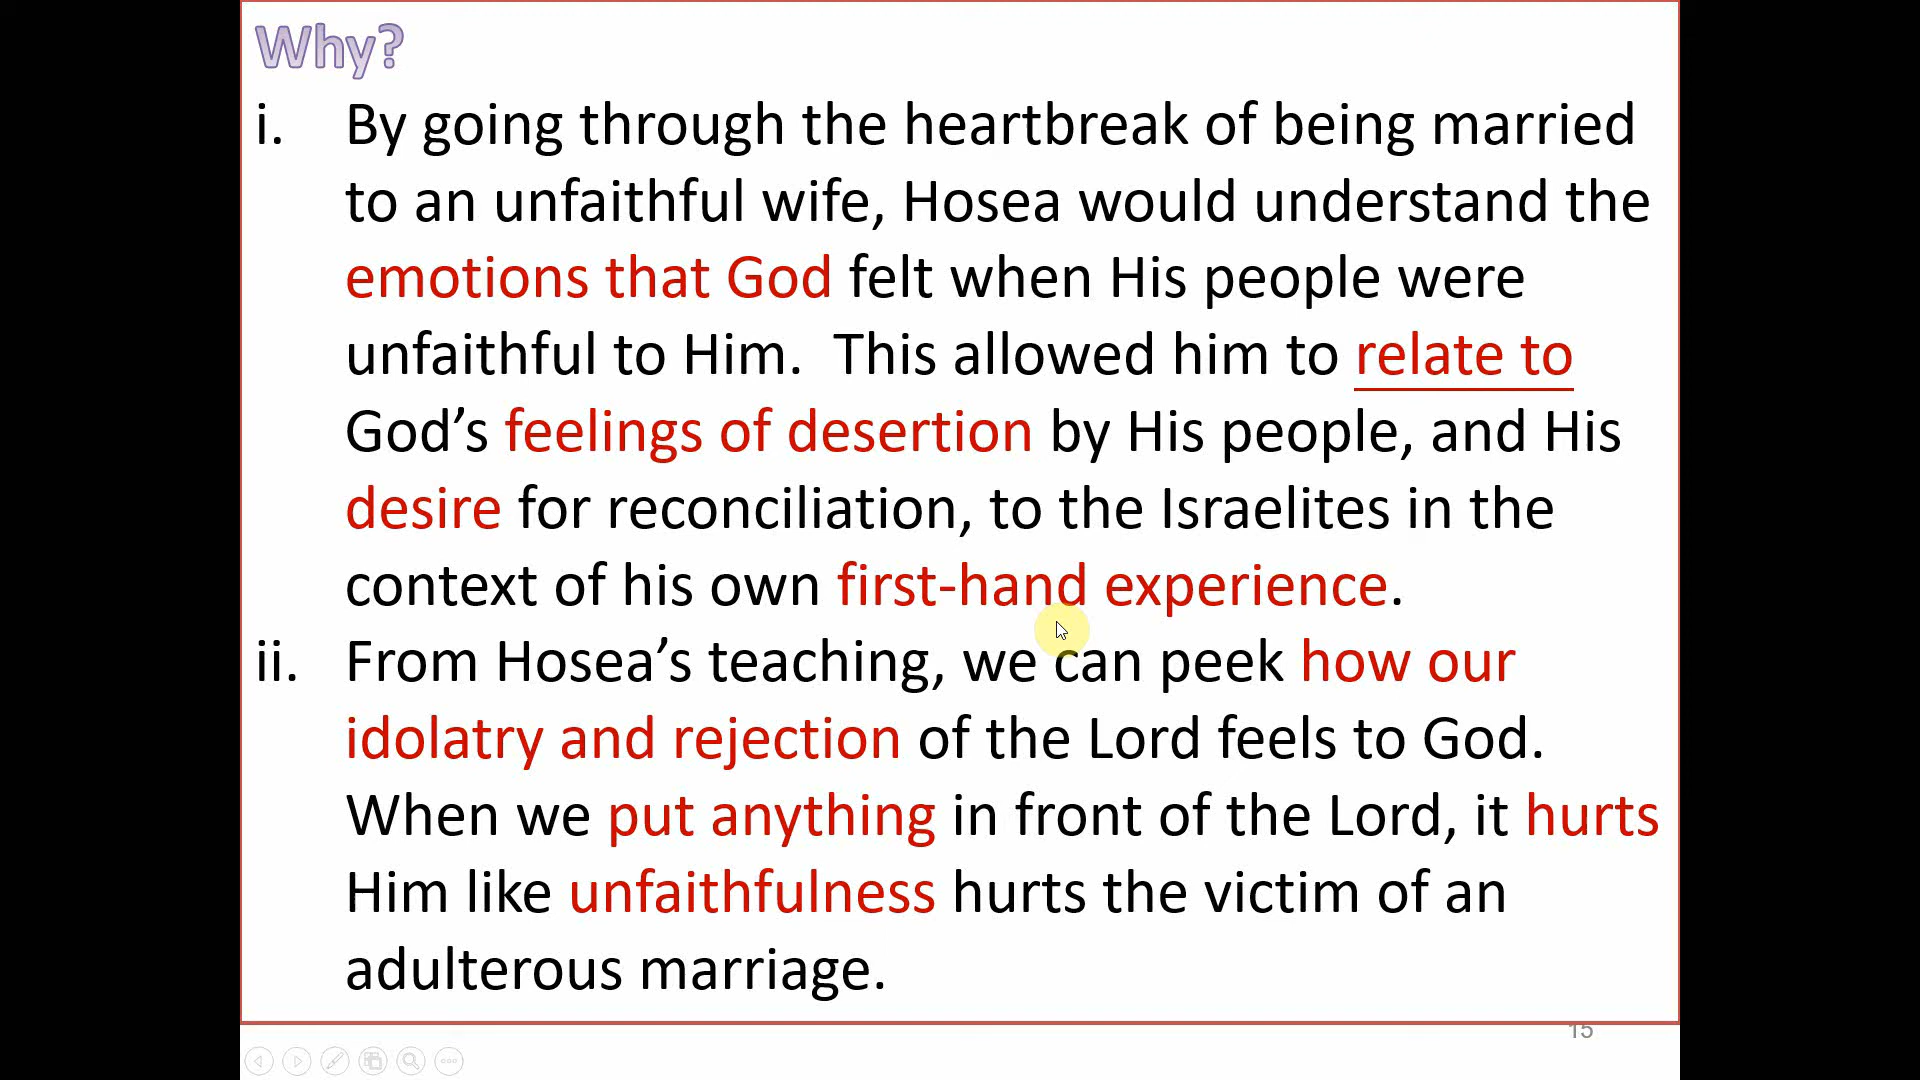 Why?
i. By going through the heartbreak of being married
to an unfaithful wife, Hosea would understand the
emotions that God felt when His people were
unfaithful to Him.  This allowed him to relate to
God’s feelings of desertion by His people, and His
desire for reconciliation, to the Israelites in the
context of his own first-hand experience.
ii. From Hosea’s teaching, we can peek how our
idolatry and rejection of the Lord feels to God.
When we put anything in front of the Lord, it hurts
Him like unfaithfulness hurts the victim of an
adulterous marriage.
15